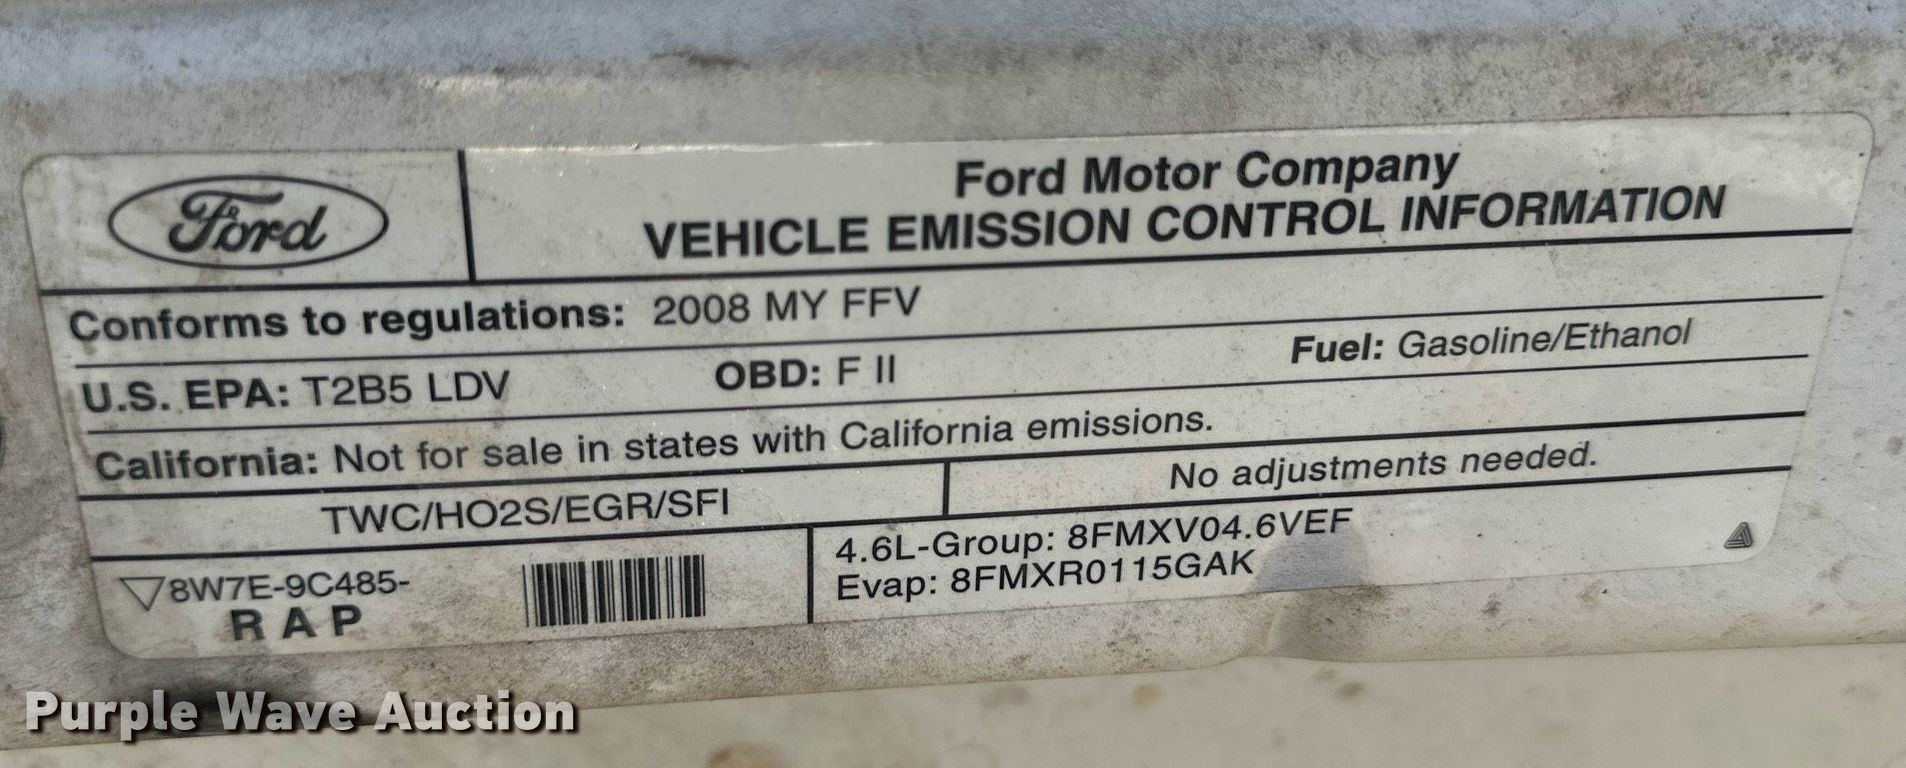 Ford
Ford Motor Company
VEHICLE EMISSION CONTROL INFORMATION
Conforms to regulations: 2008 MY FFV
U.S. EPA: T2B5 LDV OBD: F II Fuel: Gasoline/Ethanol
California: Not for sale in states with California emissions.
TWC/HO2S/EGR/SFI No adjustments needed.
8W7E-9C485-
R A P
4.6L-Group: 8FMXV04.6VEF
Evap: 8FMXR0115GAK
Purple Wave Auction